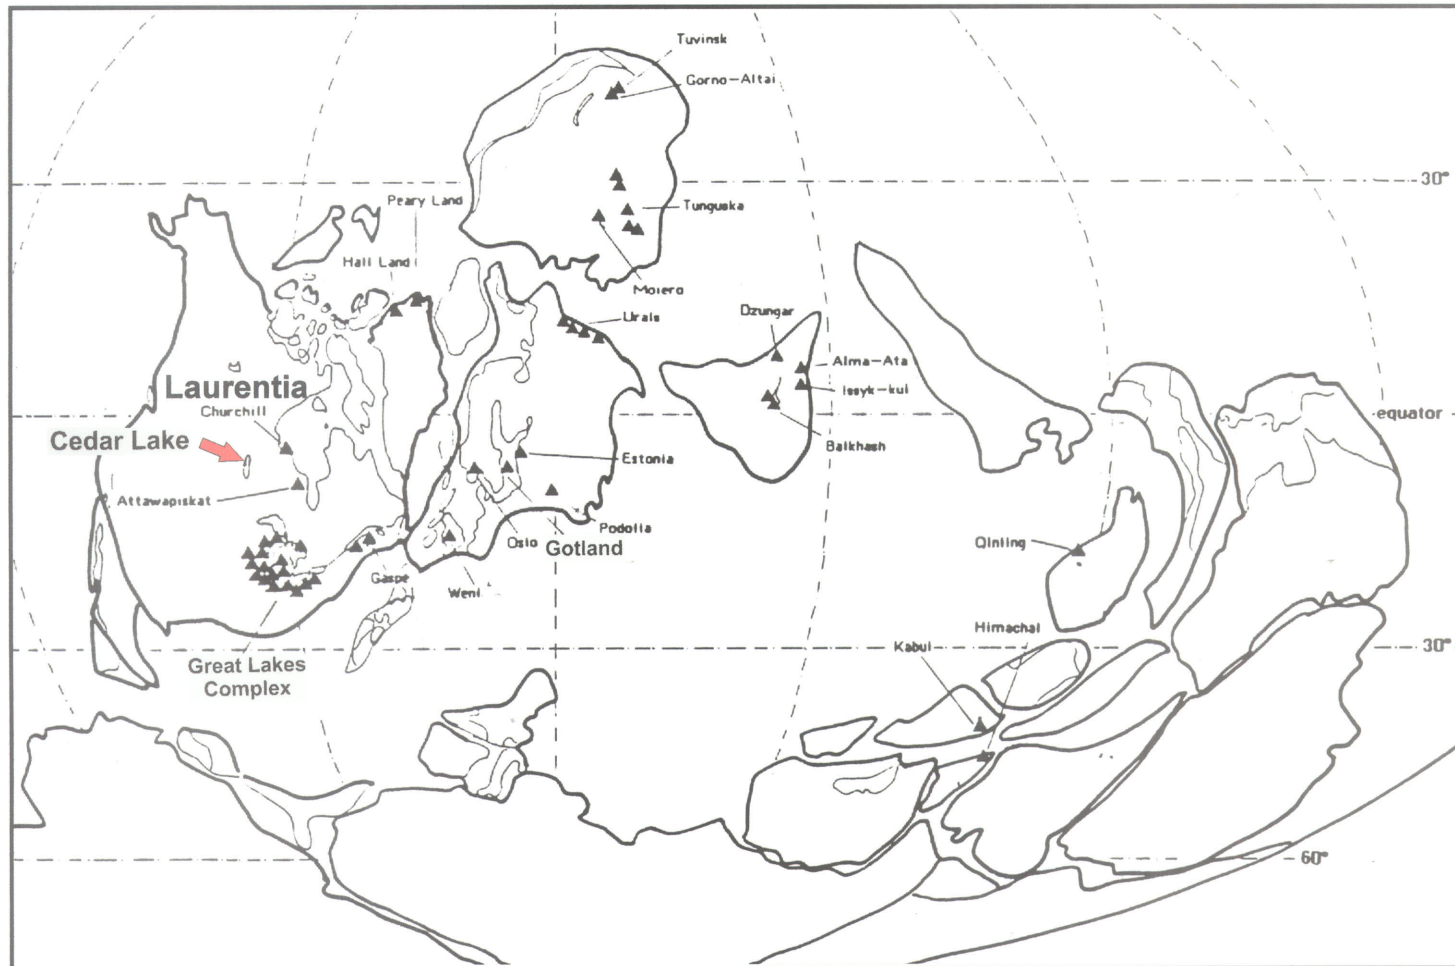 Tuvinsk
Gorno-Altai
30°
Peary Land
Tunguska
Hall Land
Moiero
Urals
Dzungar
Alma-Ata
Laurentia
Issyk-kul
Churchill
equator
Cedar Lake
Balkhash
Estonia
Attawapiskat
Podolia
Oslo
Gotland
Qinling
Gaspe
Wenl.
Himachal
Kabul
30°
Great Lakes
Complex
60°